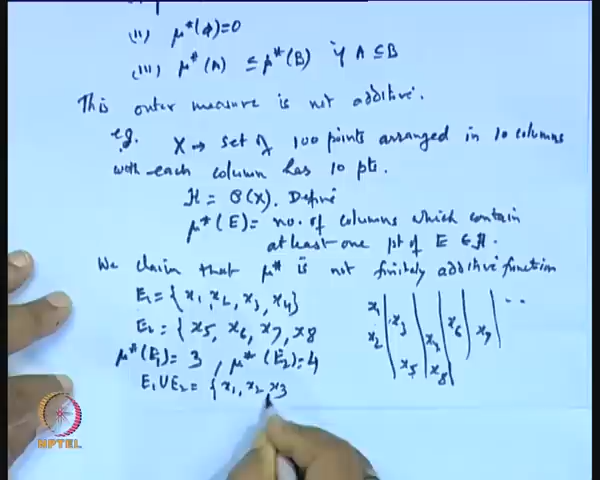 (ii) μ*(φ)=0
(iii) μ*(A) ≤ μ*(B) if A ⊆ B
This outer measure is not additive.
e.g. X → set of 100 points arranged in 10 columns
with each column has 10 pts.
H = P(X). Define
μ*(E) = no. of columns which contain
at least one pt of E ∈ H.
We claim that μ* is not finitely additive function
E₁ = { x₁, x₂, x₃, x₄}
E₂ = { x₅, x₆, x₇, x₈
μ*(E₁) = 3 , μ*(E₂) = 4
E₁ ∪ E₂ = { x₁, x₂, x₃
x₁ x₃ x₆ x₇ ..
x₂
x₅ x₈
NPTEL